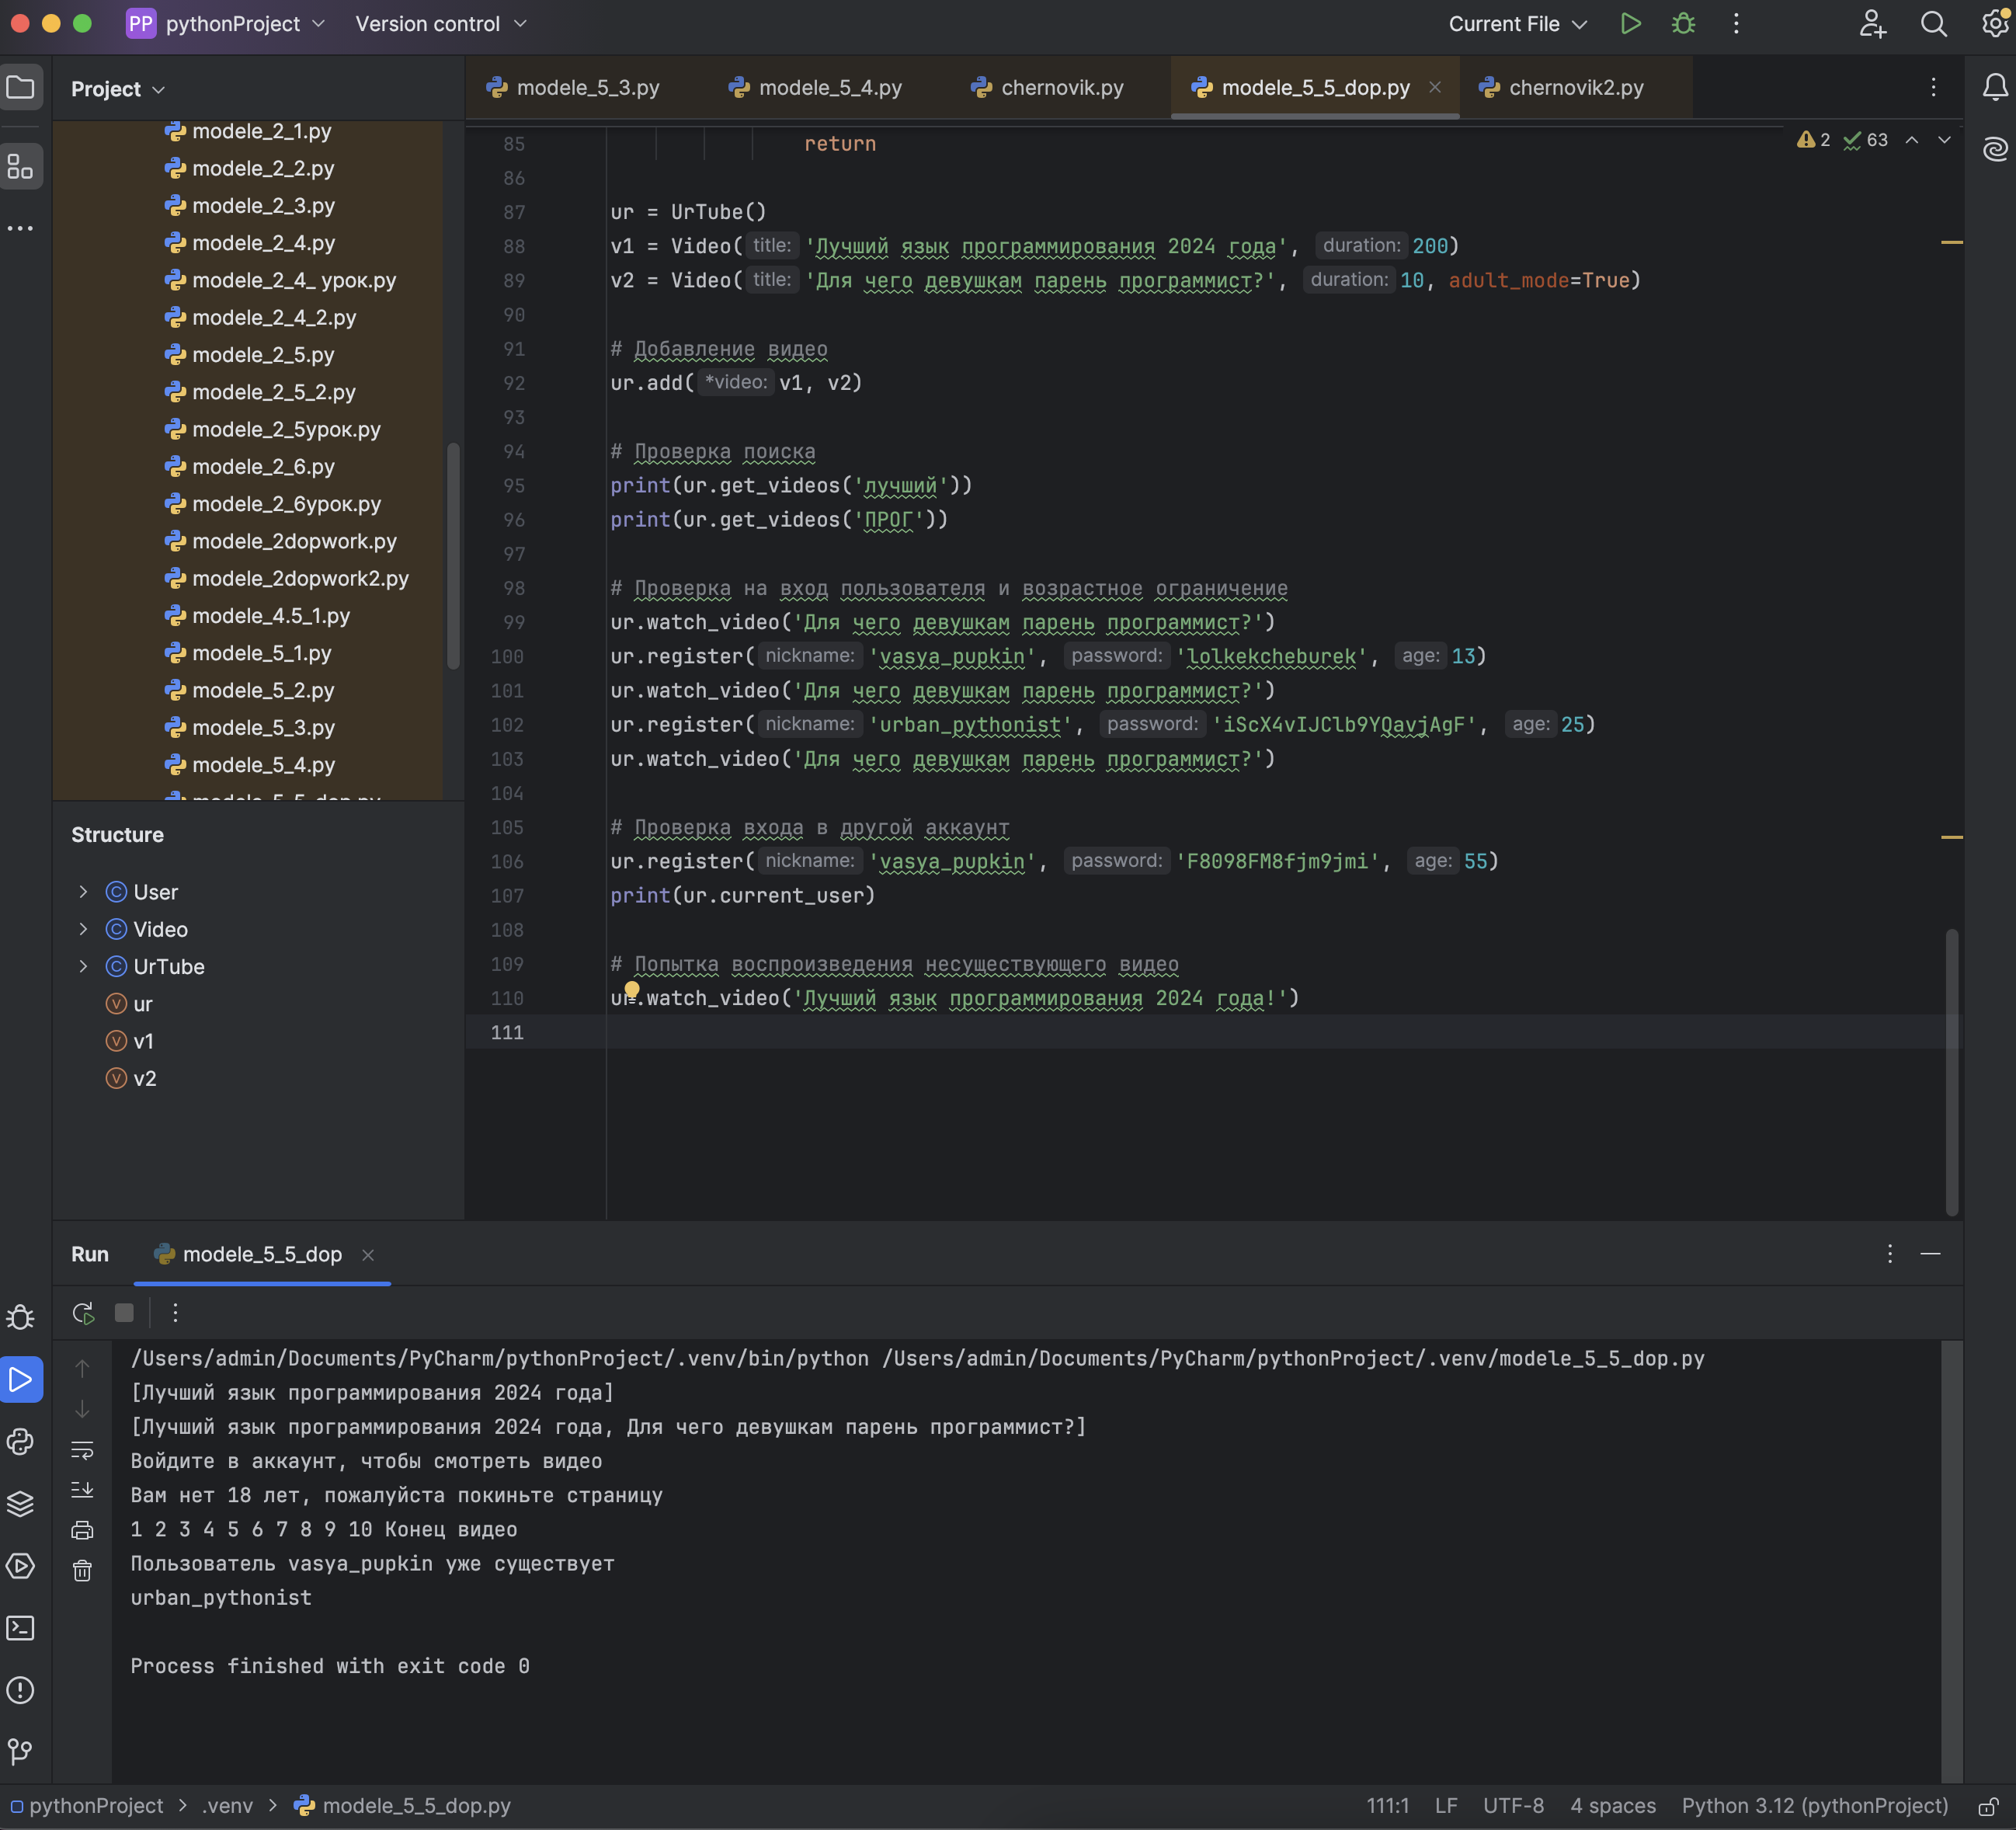 PP pythonProject Version control Current File
Project
modele_5_3.py modele_5_4.py chernovik.py modele_5_5_dop.py chernovik2.py
modele_2_1.py
modele_2_2.py
modele_2_3.py
modele_2_4.py
modele_2_4_ урок.py
modele_2_4_2.py
modele_2_5.py
modele_2_5_2.py
modele_2_5урок.py
modele_2_6.py
modele_2_6урок.py
modele_2dopwork.py
modele_2dopwork2.py
modele_4.5_1.py
modele_5_1.py
modele_5_2.py
modele_5_3.py
modele_5_4.py
modele_5_5_dop.py
Structure
User
Video
UrTube
ur
v1
v2
2 63
85 return
86
87 ur = UrTube()
88 v1 = Video( title: 'Лучший язык программирования 2024 года', duration: 200)
89 v2 = Video( title: 'Для чего девушкам парень программист?', duration: 10, adult_mode=True)
90
91 # Добавление видео
92 ur.add( *video: v1, v2)
93
94 # Проверка поиска
95 print(ur.get_videos('лучший'))
96 print(ur.get_videos('ПРОГ'))
97
98 # Проверка на вход пользователя и возрастное ограничение
99 ur.watch_video('Для чего девушкам парень программист?')
100 ur.register( nickname: 'vasya_pupkin', password: 'lolkekcheburek', age: 13)
101 ur.watch_video('Для чего девушкам парень программист?')
102 ur.register( nickname: 'urban_pythonist', password: 'iScX4vIJClb9YQavjAgF', age: 25)
103 ur.watch_video('Для чего девушкам парень программист?')
104
105 # Проверка входа в другой аккаунт
106 ur.register( nickname: 'vasya_pupkin', password: 'F8098FM8fjm9jmi', age: 55)
107 print(ur.current_user)
108
109 # Попытка воспроизведения несуществующего видео
110 ur.watch_video('Лучший язык программирования 2024 года!')
111
Run modele_5_5_dop
/Users/admin/Documents/PyCharm/pythonProject/.venv/bin/python /Users/admin/Documents/PyCharm/pythonProject/.venv/modele_5_5_dop.py
[Лучший язык программирования 2024 года]
[Лучший язык программирования 2024 года, Для чего девушкам парень программист?]
Войдите в аккаунт, чтобы смотреть видео
Вам нет 18 лет, пожалуйста покиньте страницу
1 2 3 4 5 6 7 8 9 10 Конец видео
Пользователь vasya_pupkin уже существует
urban_pythonist
Process finished with exit code 0
pythonProject > .venv > modele_5_5_dop.py 111:1 LF UTF-8 4 spaces Python 3.12 (pythonProject)